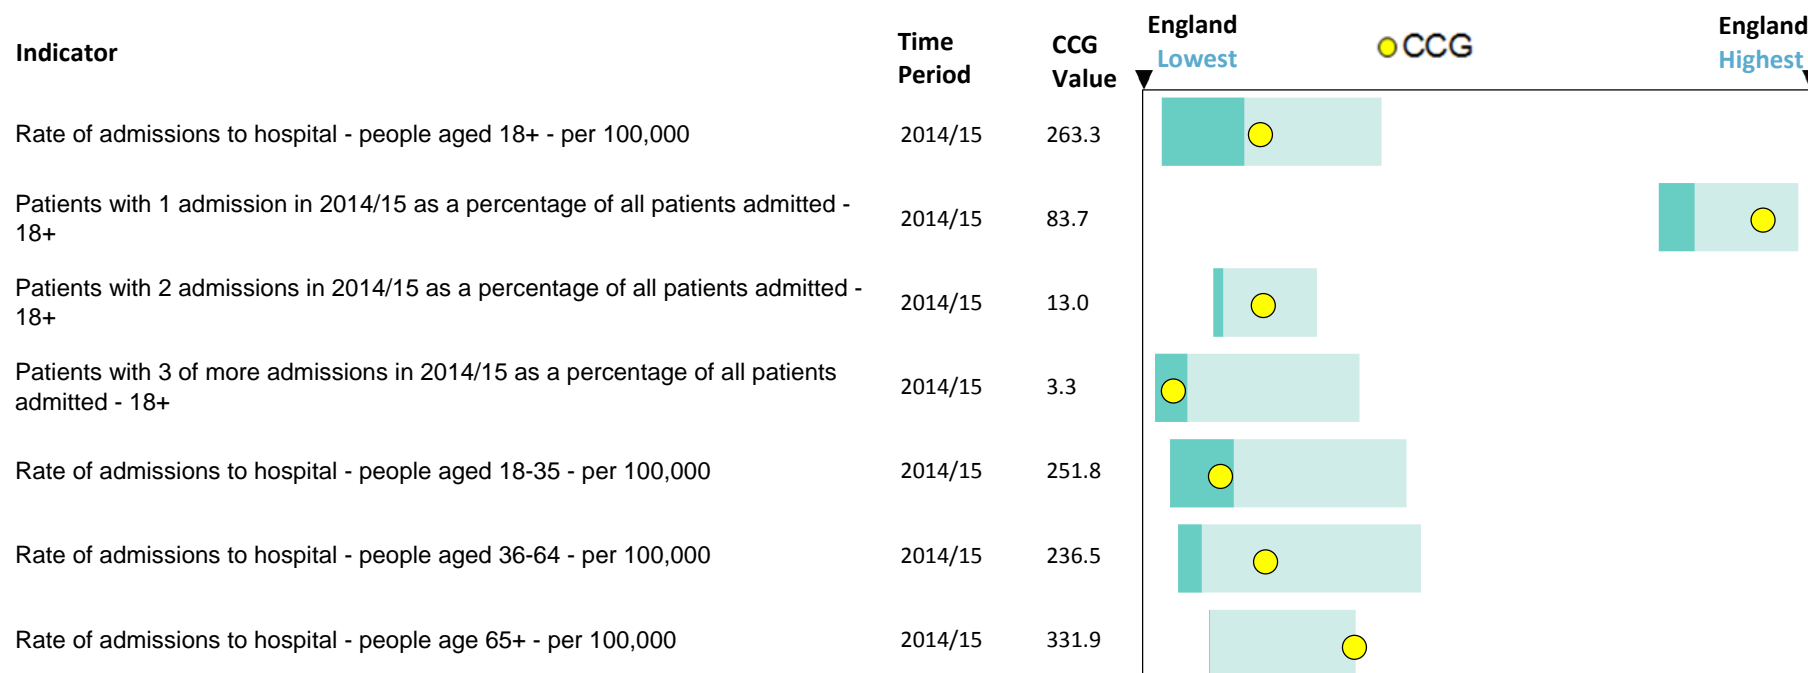 Indicator
Time Period
CCG Value
England Lowest
CCG
England Highest
Rate of admissions to hospital - people aged 18+ - per 100,000 2014/15 263.3
Patients with 1 admission in 2014/15 as a percentage of all patients admitted -
18+
2014/15 83.7
Patients with 2 admissions in 2014/15 as a percentage of all patients admitted -
18+
2014/15 13.0
Patients with 3 of more admissions in 2014/15 as a percentage of all patients
admitted - 18+
2014/15 3.3
Rate of admissions to hospital - people aged 18-35 - per 100,000 2014/15 251.8
Rate of admissions to hospital - people aged 36-64 - per 100,000 2014/15 236.5
Rate of admissions to hospital - people age 65+ - per 100,000 2014/15 331.9